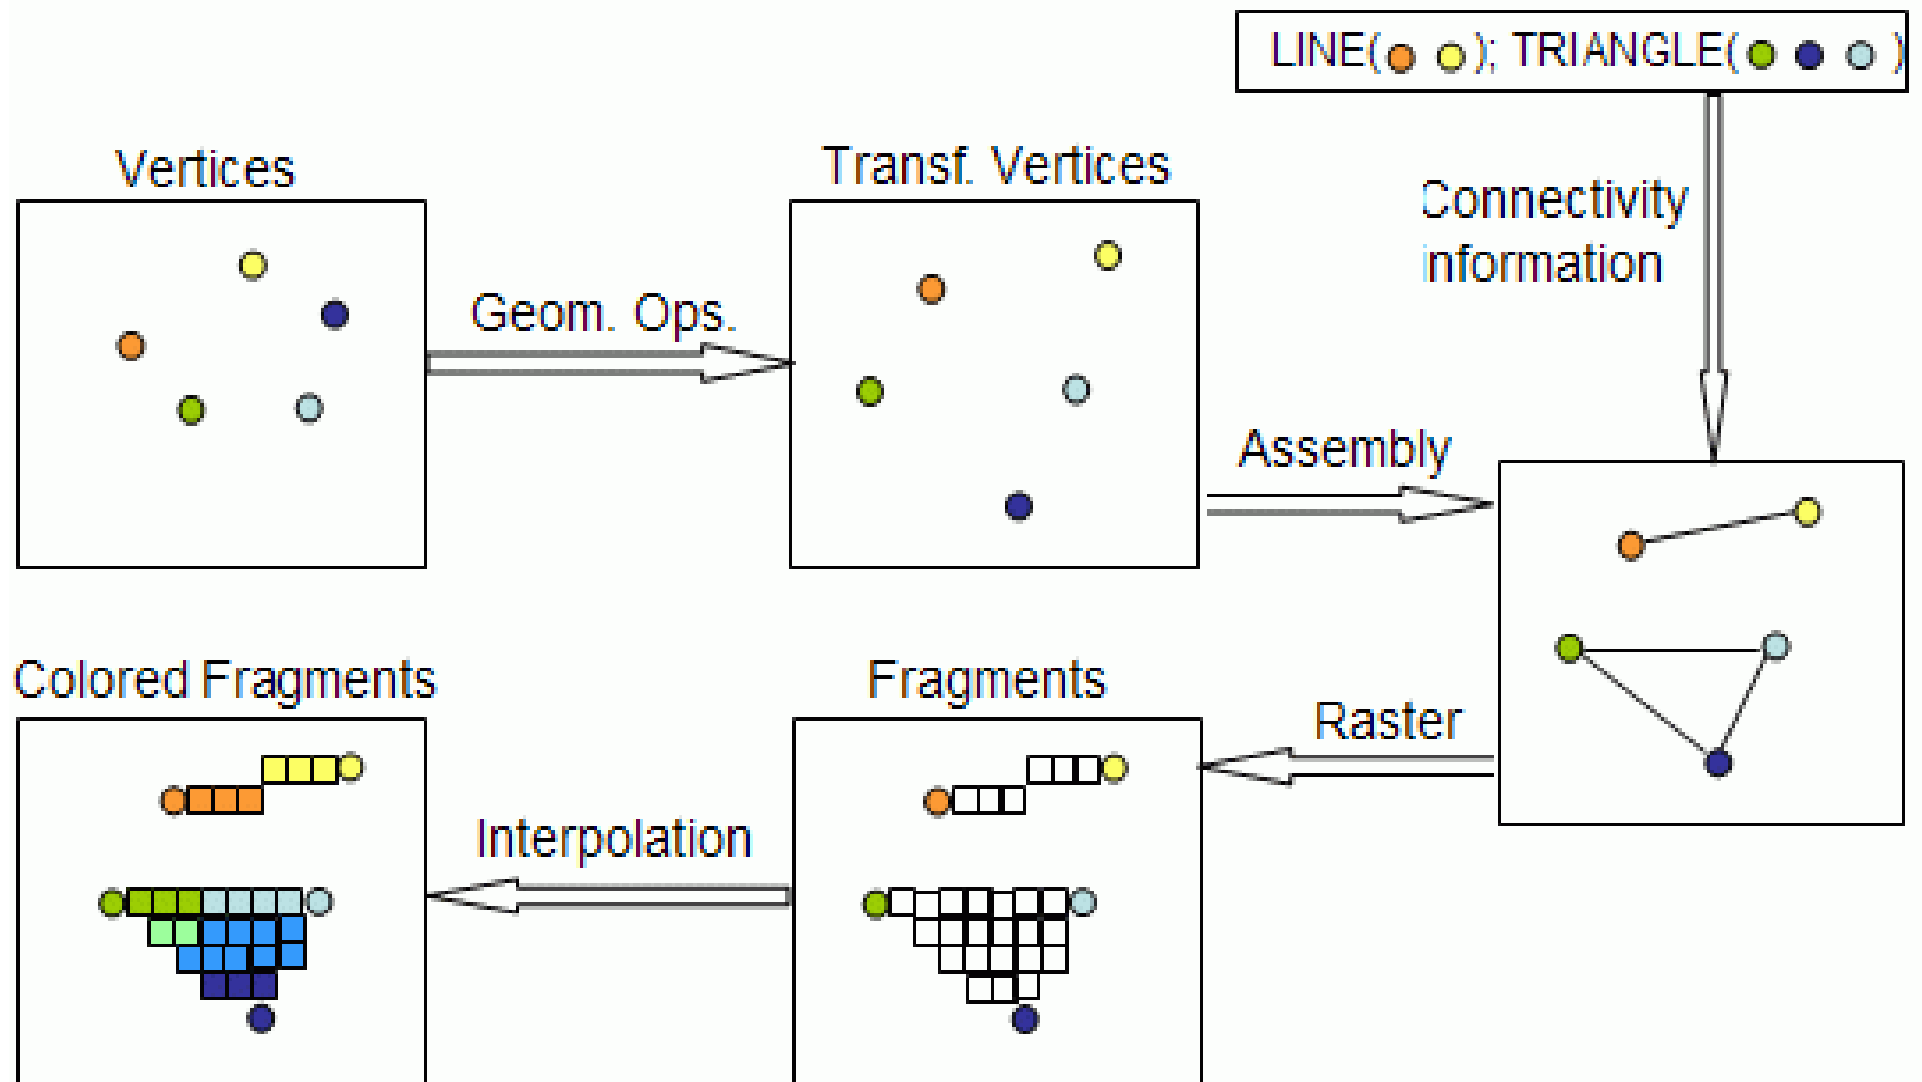 LINE( ); TRIANGLE( )
Vertices
Transf. Vertices
Connectivity
information
Geom. Ops.
Assembly
Colored Fragments
Fragments
Raster
Interpolation